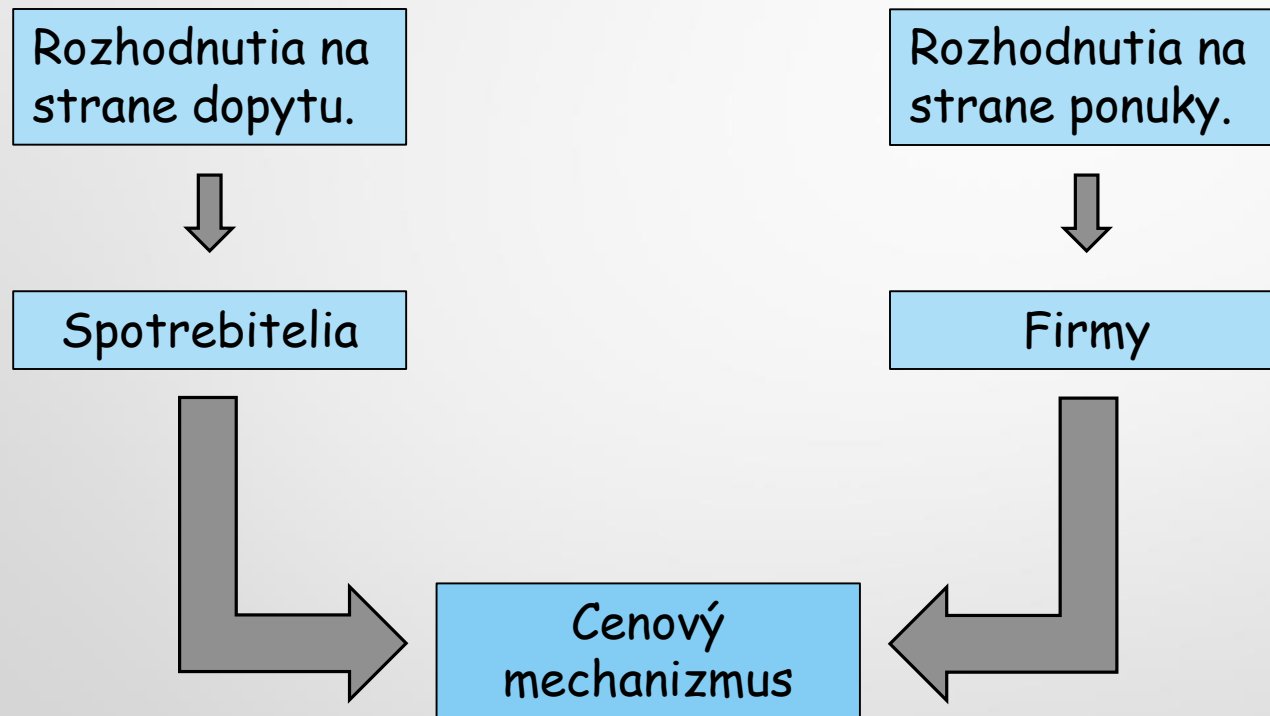 Rozhodnutia na
strane dopytu.
Rozhodnutia na
strane ponuky.
Spotrebitelia
Firmy
Cenový
mechanizmus